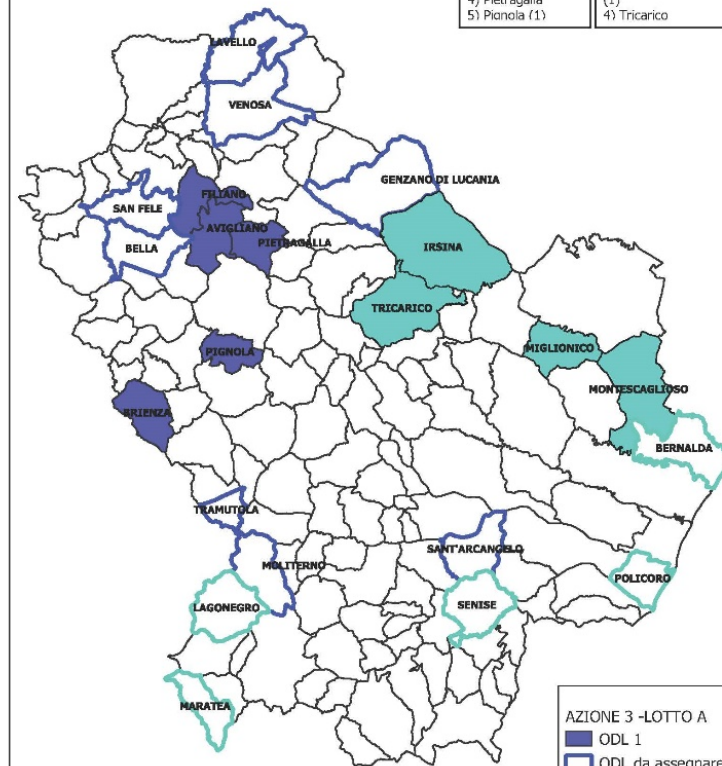 4) Pietragalla
5) Pignola (1)
(1)
4) Tricarico
LAVELLO
VENOSA
GENZANO DI LUCANIA
SAN FELE
FILIANO
AVIGLIANO
PIETRAGALLA
BELLA
IRSINA
TRICARICO
PIGNOLA
MIGLIONICO
MONTESCAGLIOSO
BRIENZA
BERNALDA
TRAMUTOLA
SANT'ARCANGELO
MOLITERNO
POLICORO
LAGONEGRO
SENISE
MARATEA
AZIONE 3 -LOTTO A
ODL 1
ODL da assegnare